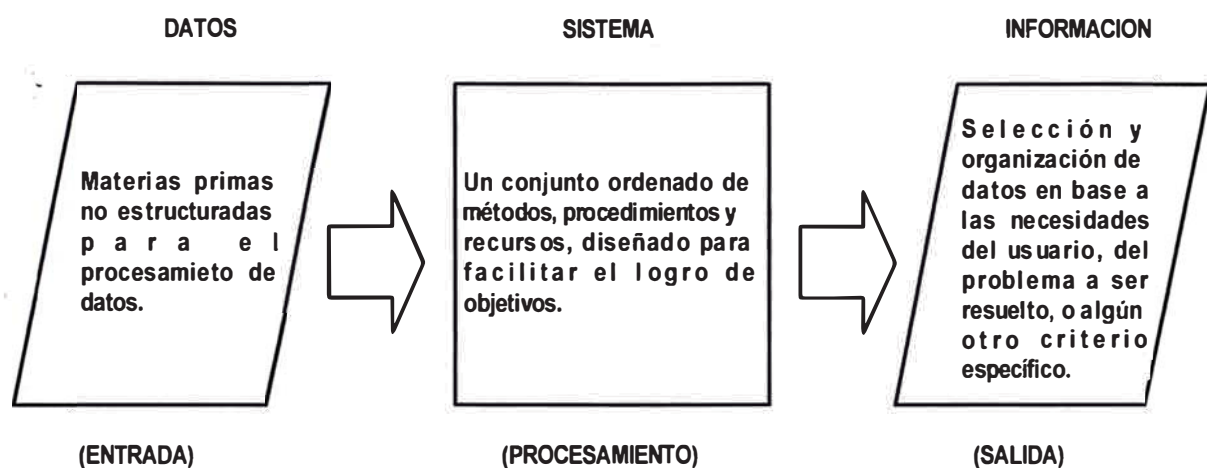 DATOS
SISTEMA
INFORMACION
Materias primas
no estructuradas
para el
procesamieto de
datos.
Un conjunto ordenado de
métodos, procedimientos y
recursos, diseñado para
facilitar el logro de
objetivos.
Selección y
organización de
datos en base a
las necesidades
del usuario, del
problema a ser
resuelto, o algún
otro criterio
específico.
(ENTRADA)
(PROCESAMIENTO)
(SALIDA)